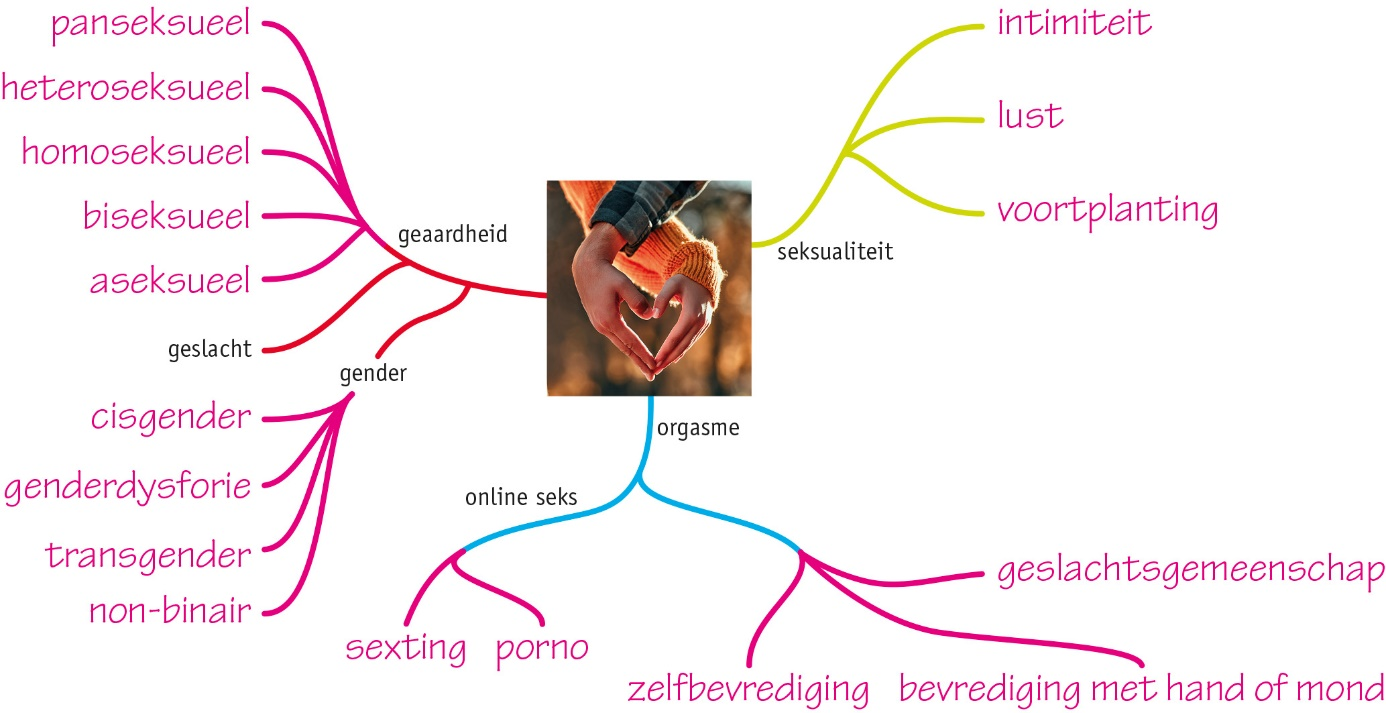 panseksueel
heteroseksueel
homoseksueel
biseksueel
aseksueel
geaardheid
geslacht
gender
cisgender
genderdysforie
transgender
non-binair
intimiteit
lust
voortplanting
seksualiteit
orgasme
online seks
sexting
porno
geslachtsgemeenschap
zelfbevrediging
bevrediging met hand of mond